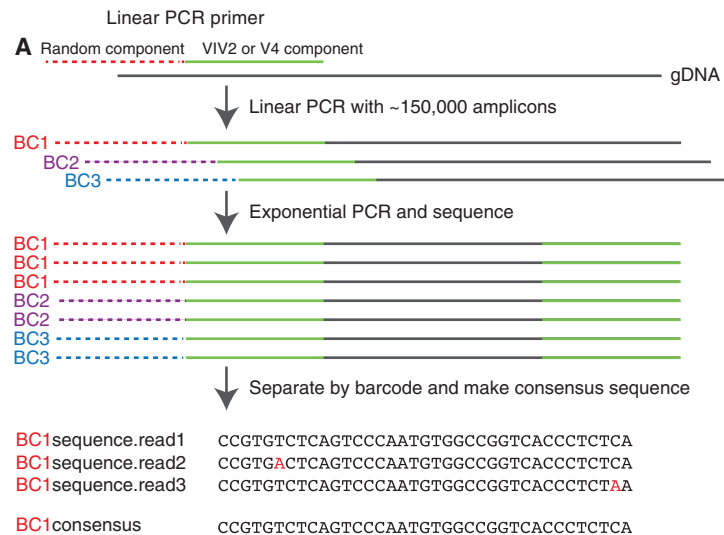 Linear PCR primer
A Random component VIV2 or V4 component
gDNA
Linear PCR with ~150,000 amplicons
BC1
BC2
BC3
Exponential PCR and sequence
BC1
BC1
BC1
BC2
BC2
BC3
BC3
Separate by barcode and make consensus sequence
BC1sequence.read1 CCGTGTCTCAGTCCCAATGTGGCCGGTCACCCTCTCA
BC1sequence.read2 CCGTGACTCAGTCCCAATGTGGCCGGTCACCCTCTCA
BC1sequence.read3 CCGTGTCTCAGTCCCAATGTGGCCGGTCACCCTCTAA
BC1consensus CCGTGTCTCAGTCCCAATGTGGCCGGTCACCCTCTCA